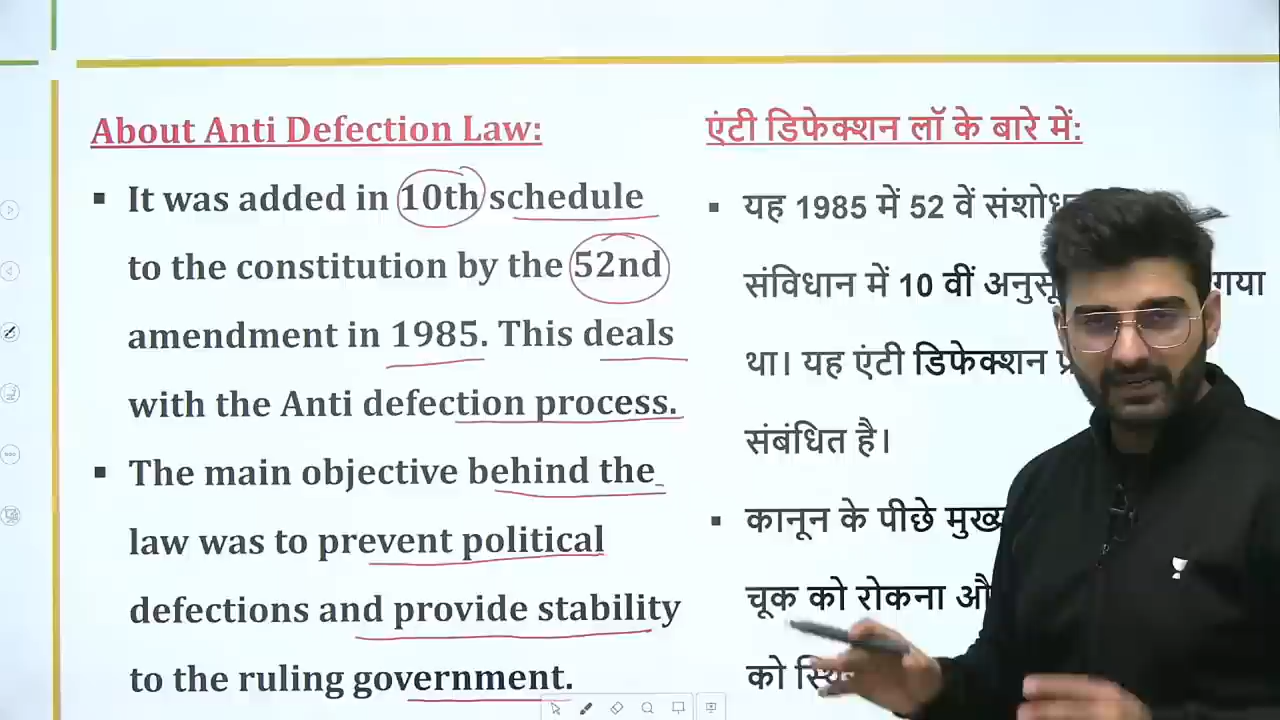 About Anti Defection Law:
▪ It was added in 10th schedule
to the constitution by the 52nd
amendment in 1985. This deals
with the Anti defection process.
▪ The main objective behind the
law was to prevent political
defections and provide stability
to the ruling government.
एंटी डिफेक्शन लॉ के बारे में:
▪ यह 1985 में 52 वें
संविधान में 10 वीं गया
था। यह एंटी डिफेक्शन
संबंधित है।
▪ कानून के पीछे
चूक को रोकना
को